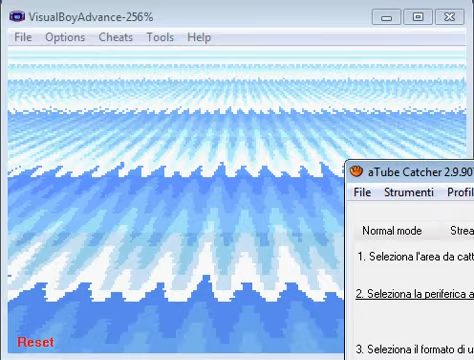 VisualBoyAdvance-256%
File Options Cheats Tools Help
aTube Catcher 2.9.907
File Strumenti Profil
Normal mode Strea
1. Seleziona l'area da catt
2. Seleziona la periferica a
3. Seleziona il formato di u
Reset